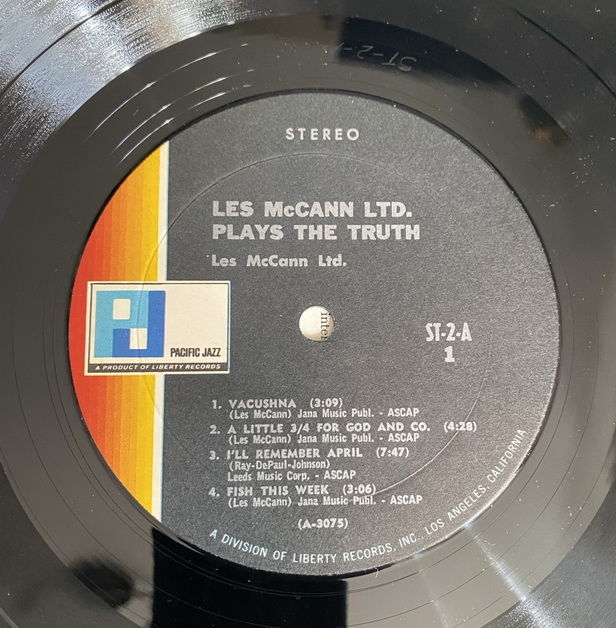 ST-2-A
STEREO
LES McCANN LTD.
PLAYS THE TRUTH
Les McCann Ltd.
inter
ST-2-A
1
PJ
PACIFIC JAZZ
A PRODUCT OF LIBERTY RECORDS
1. VACUSHNA (3:09)
(Les McCann) Jana Music Publ. - ASCAP
2. A LITTLE 3/4 FOR GOD AND CO. (4:28)
(Les McCann) Jana Music Publ. - ASCAP
3. I'LL REMEMBER APRIL (7:47)
(Ray-DePaul-Johnson)
Leeds Music Corp. - ASCAP
4. FISH THIS WEEK (3:06)
(Les McCann) Jana Music Publ. - ASCAP
(A-3075)
A DIVISION OF LIBERTY RECORDS, INC. LOS ANGELES, CALIFORNIA